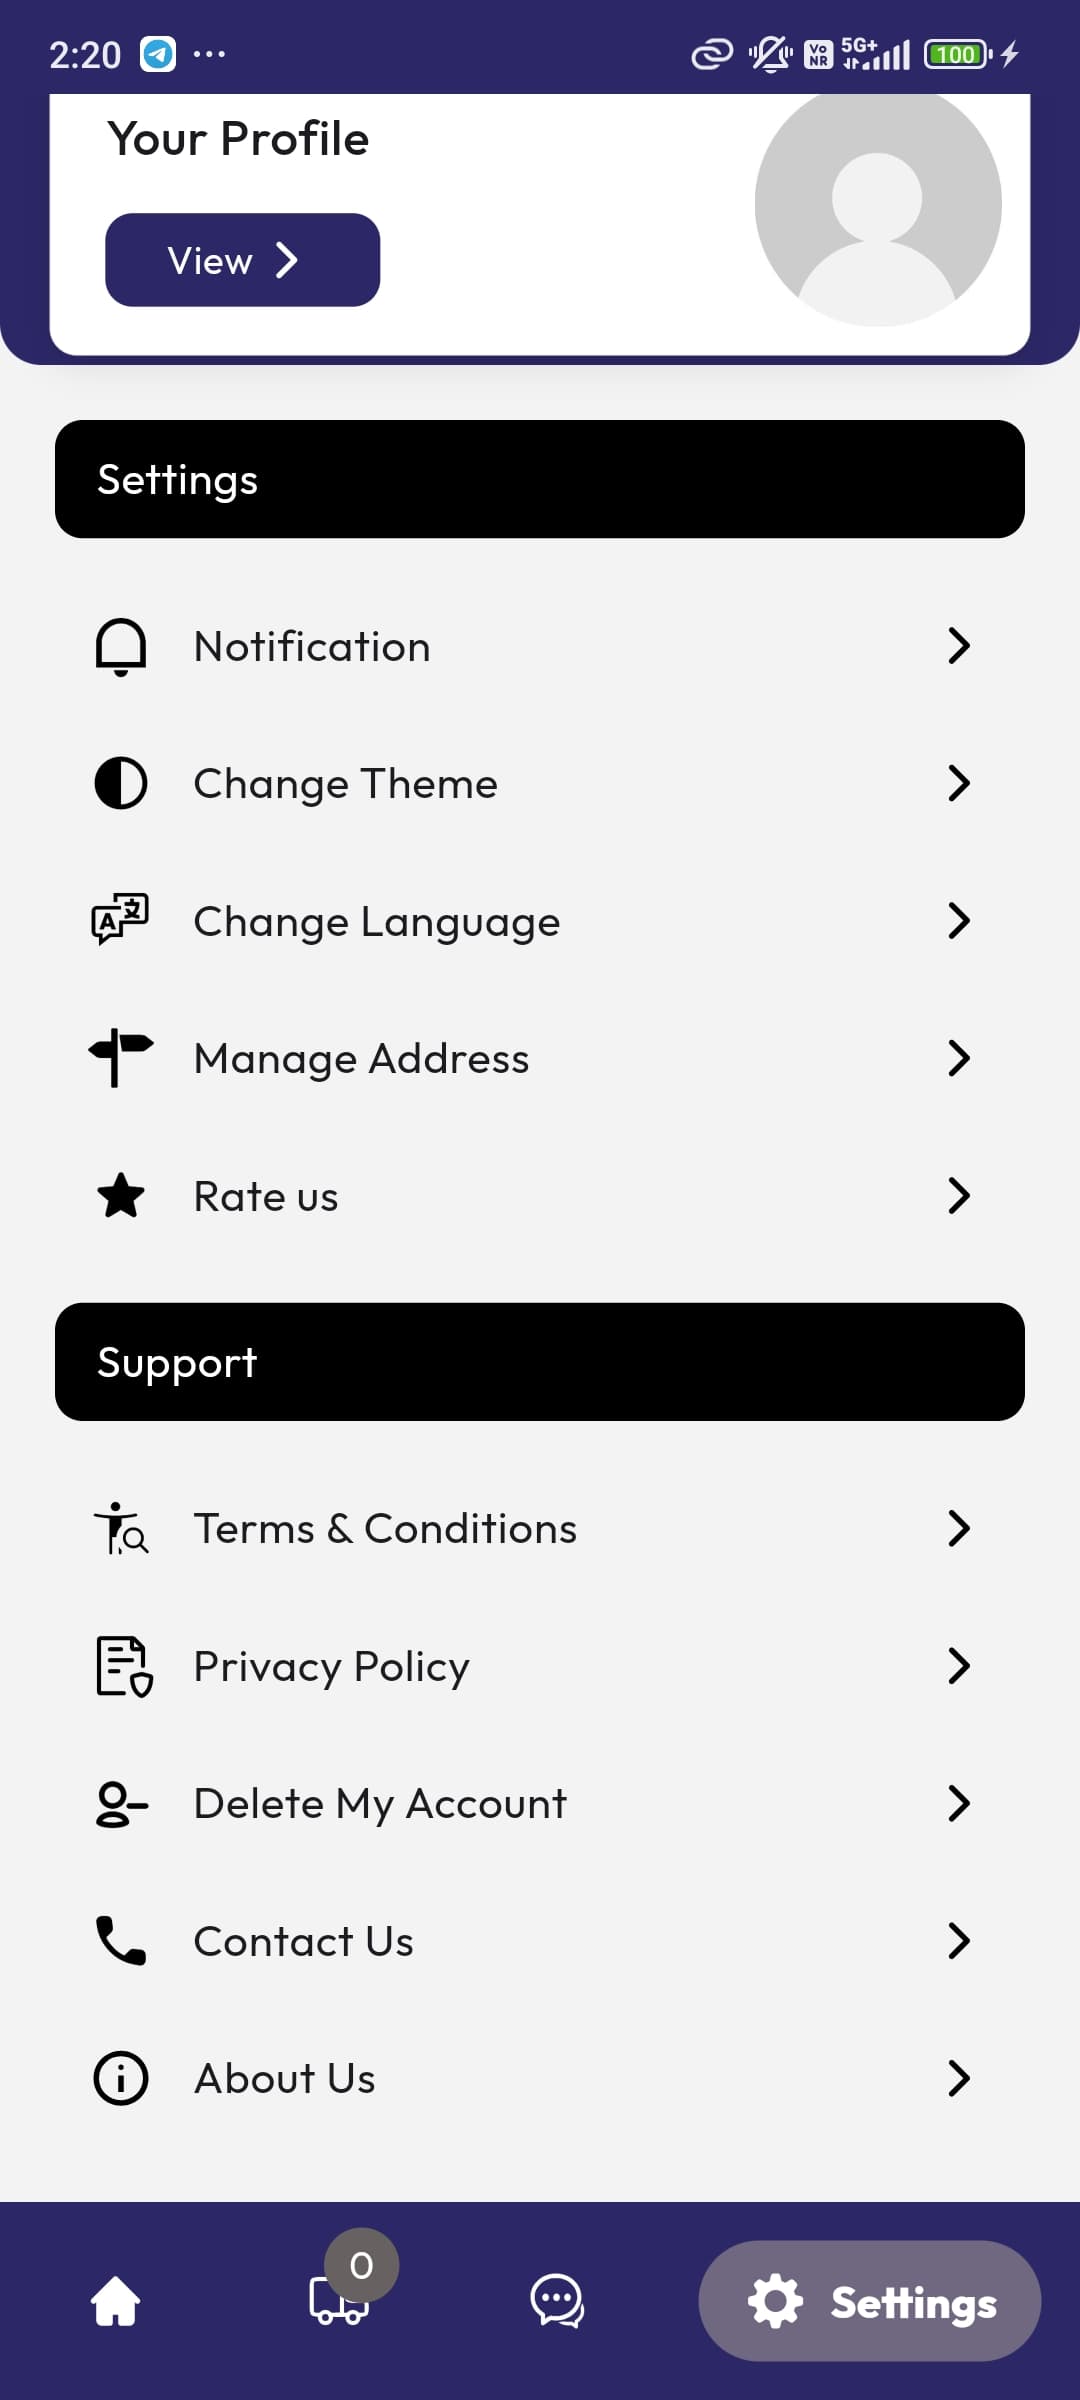 2:20
Vo
NR
5G+
100
Your Profile
View
Settings
Notification
Change Theme
A 文
Change Language
Manage Address
Rate us
Support
Terms & Conditions
Privacy Policy
Delete My Account
Contact Us
About Us
0
Settings